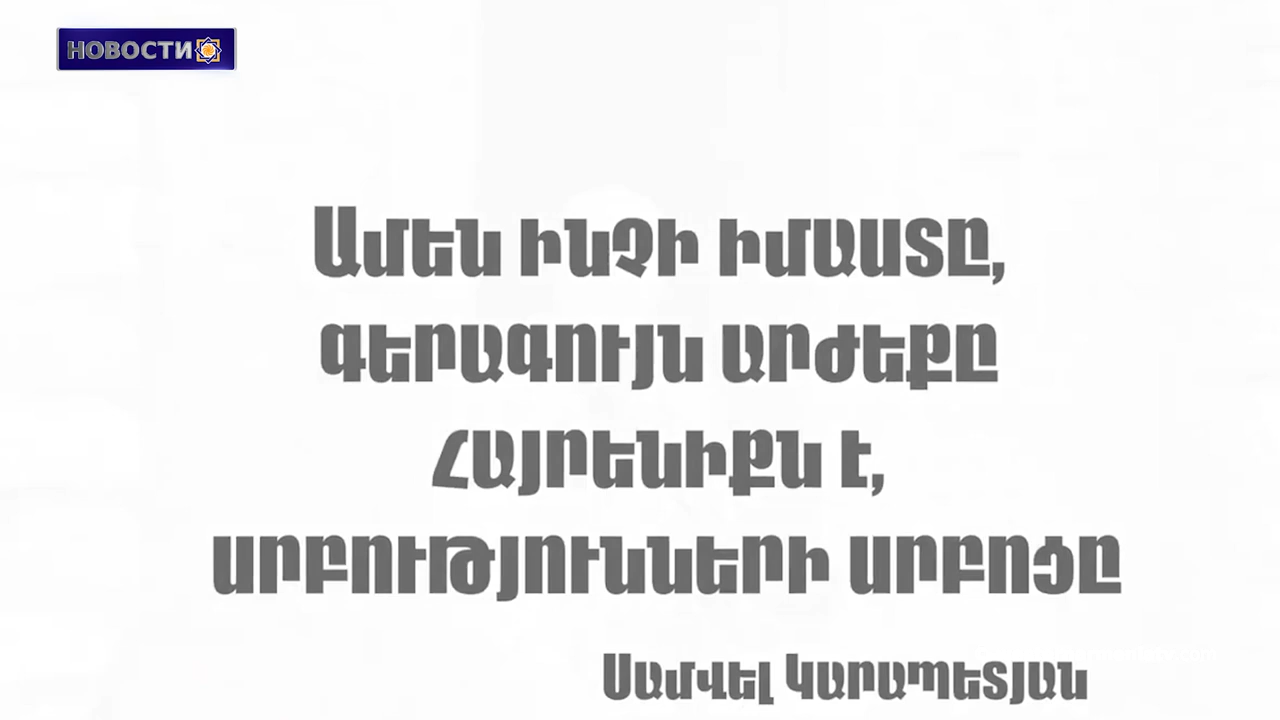 НОВОСТИ
Ամեն ինչի իմաստը,
գերագույն արժեքը
Հայրենիքն է,
սրբությունների սրբոցը
Սամվել Կարապետյան